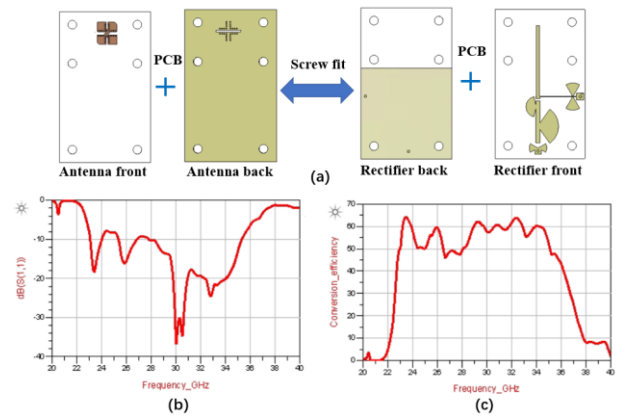 PCB
Screw fit
PCB
Antenna front
Antenna back
Rectifier back
Rectifier front
(a)
0
-10
-20
-30
-40
dB(S(1,1))
20 22 24 26 28 30 32 34 36 38 40
Frequency_GHz
(b)
70
60
50
40
30
20
10
0
Conversion_efficiency
20 22 24 26 28 30 32 34 36 38 40
Frequency_GHz
(c)